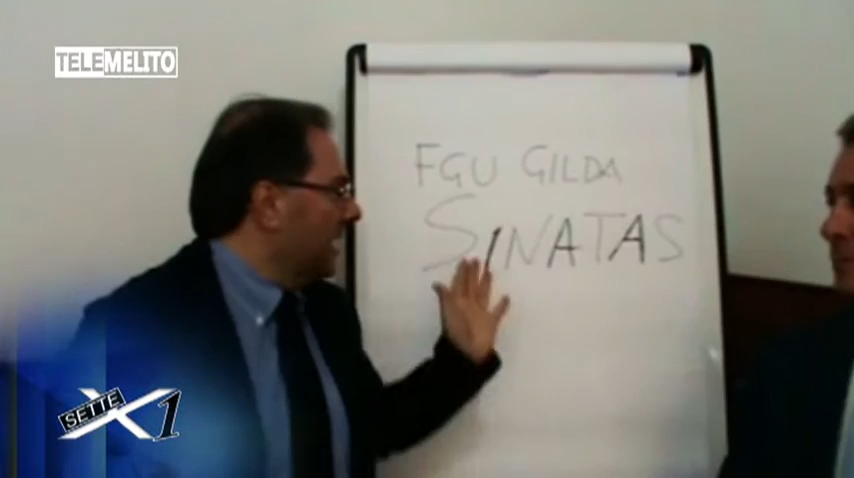 TELEMELITO
FGU GILDA
SINATAS
SETTE
X1